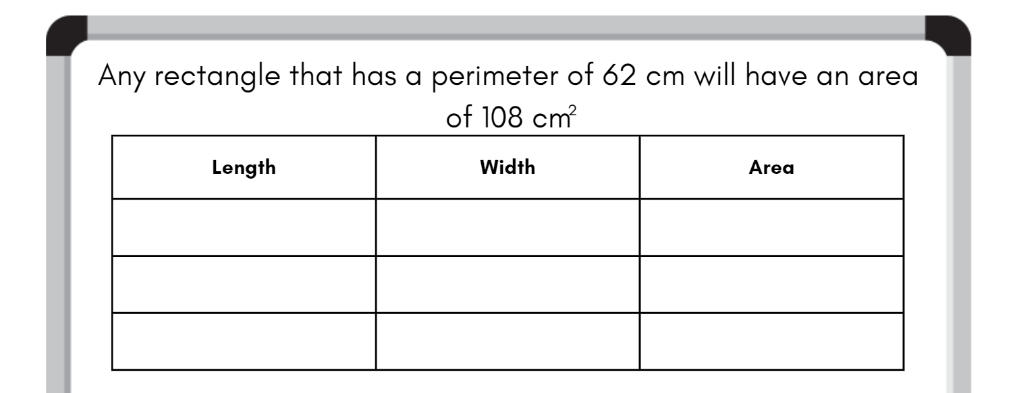 Any rectangle that has a perimeter of 62 cm will have an area
of 108 cm²
Length Width Area